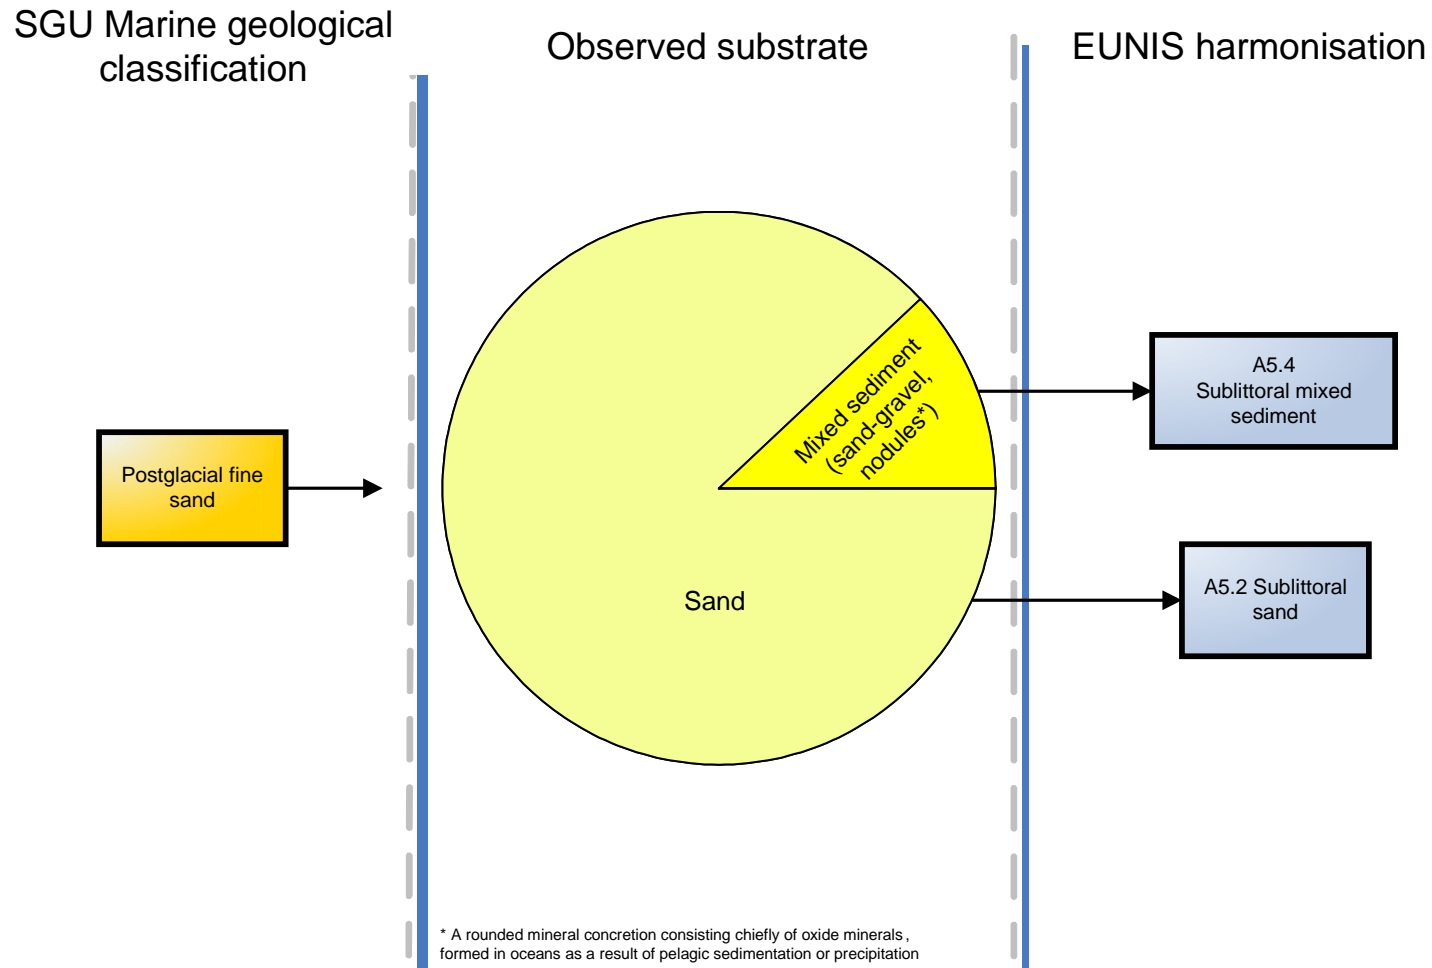 SGU Marine geological
classification
Observed substrate
EUNIS harmonisation
Postglacial fine
sand
Mixed sediment
(sand-gravel,
nodules*)
Sand
A5.4
Sublittoral mixed
sediment
A5.2 Sublittoral
sand
* A rounded mineral concretion consisting chiefly of oxide minerals,
formed in oceans as a result of pelagic sedimentation or precipitation